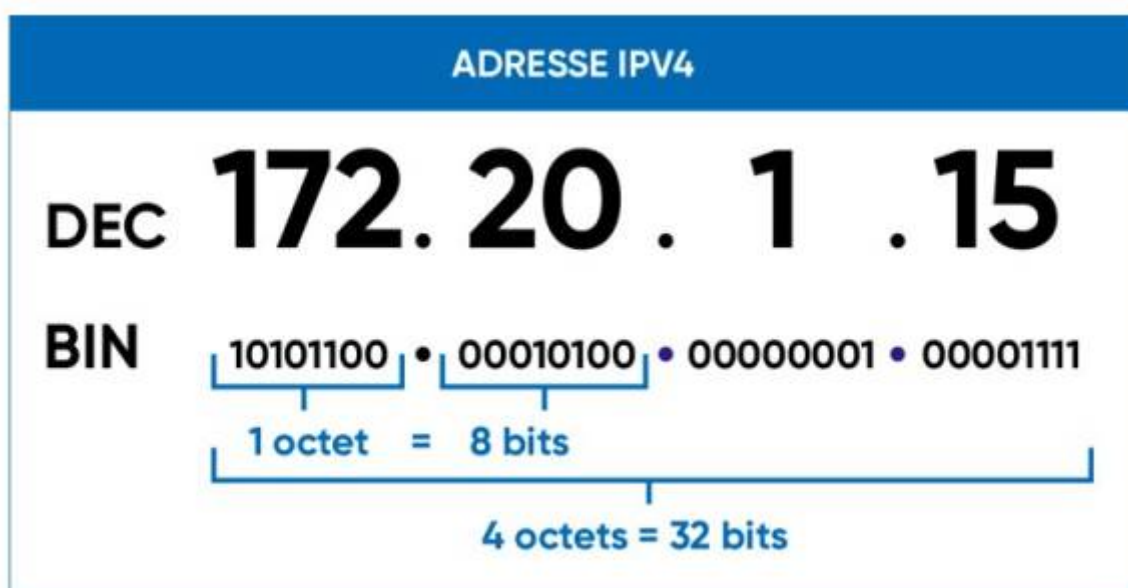 ADRESSE IPV4
DEC 172. 20 . 1 . 15
BIN 10101100 • 00010100 • 00000001 • 00001111
1 octet = 8 bits
4 octets = 32 bits